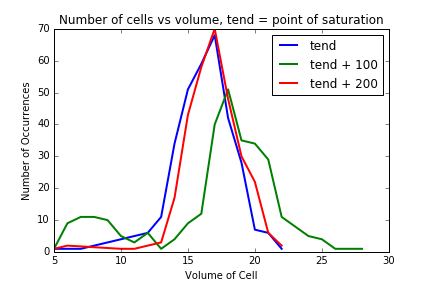 Number of cells vs volume, tend = point of saturation
70
60
50
40
30
20
10
0
Number of Occurrences
tend
tend + 100
tend + 200
5
10
15
20
25
30
Volume of Cell